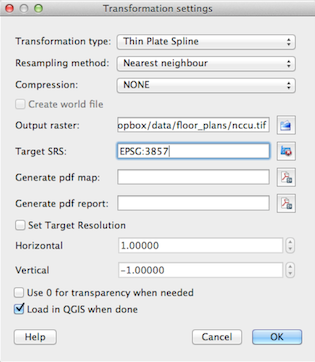 Transformation settings
Transformation type: Thin Plate Spline
Resampling method: Nearest neighbour
Compression: NONE
Create world file
Output raster: opbox/data/floor_plans/nccu.tif
Target SRS: EPSG:3857
Generate pdf map:
Generate pdf report:
Set Target Resolution
Horizontal 1.00000
Vertical -1.00000
Use 0 for transparency when needed
Load in QGIS when done
Help Cancel OK